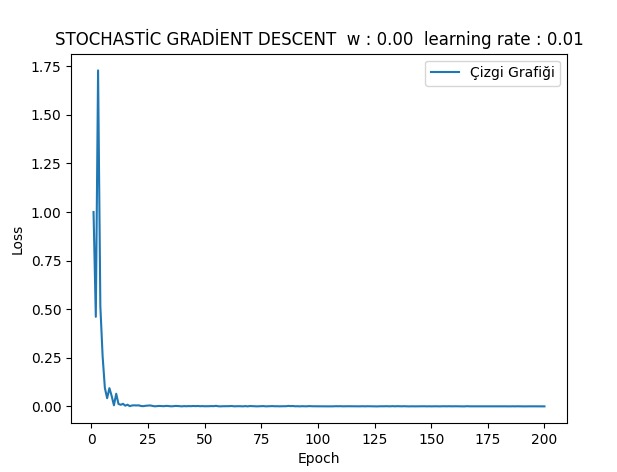 STOCHASTİC GRADİENT DESCENT  w : 0.00  learning rate : 0.01
Çizgi Grafiği
1.75
1.50
1.25
1.00
0.75
0.50
0.25
0.00
Loss
0 25 50 75 100 125 150 175 200
Epoch